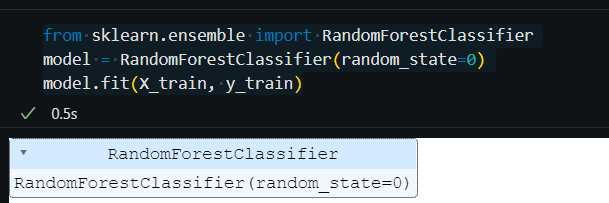 from sklearn.ensemble import RandomForestClassifier
model = RandomForestClassifier(random_state=0)
model.fit(X_train, y_train)
0.5s
RandomForestClassifier
RandomForestClassifier(random_state=0)